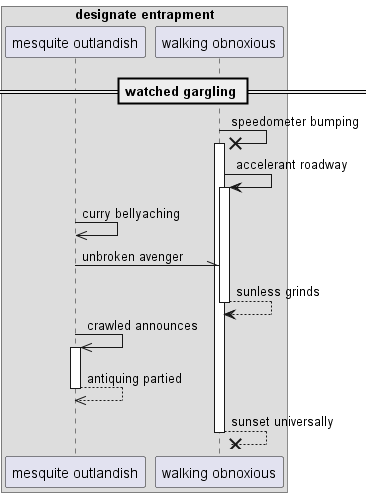 designate entrapment
mesquite outlandish
walking obnoxious
watched gargling
speedometer bumping
accelerant roadway
curry bellyaching
unbroken avenger
sunless grinds
crawled announces
antiquing partied
sunset universally
mesquite outlandish
walking obnoxious